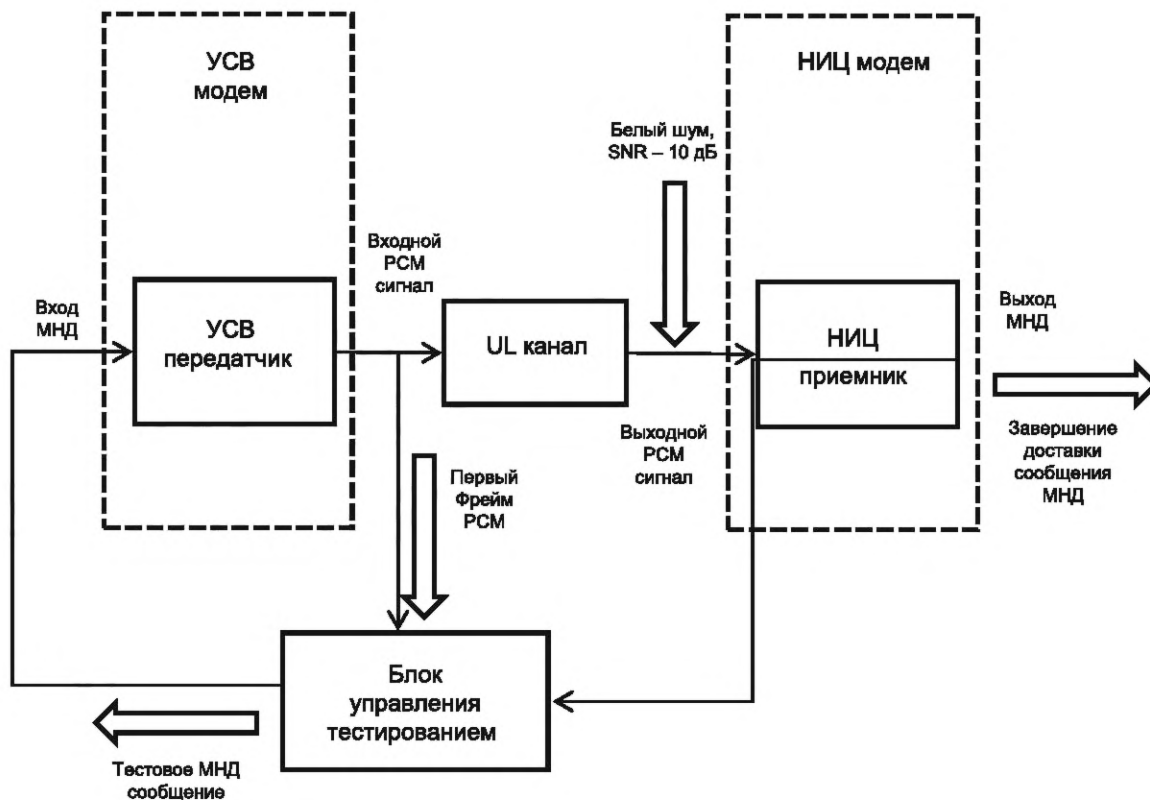 УСВ
модем
НИЦ модем
Белый шум,
SNR – 10 дБ
Входной
PCM
сигнал
Вход
МНД
УСВ
передатчик
UL канал
НИЦ
приемник
Выход
МНД
Выходной
PCM
сигнал
Завершение
доставки
сообщения
МНД
Первый
Фрейм
PCM
Блок
управления
тестированием
Тестовое МНД
сообщение